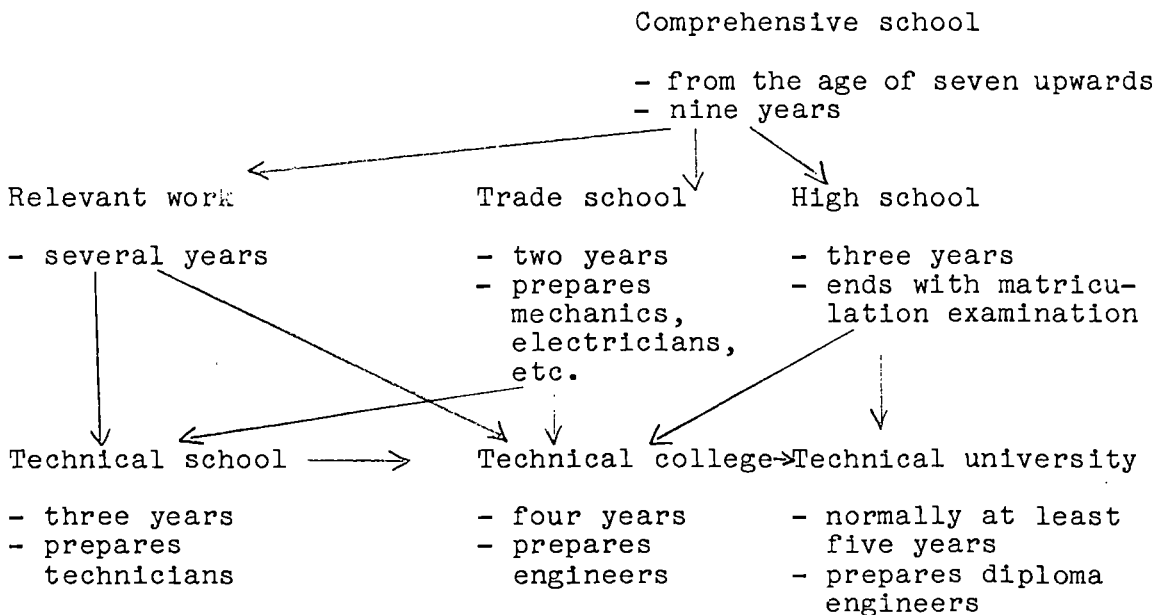 Comprehensive school
- from the age of seven upwards
- nine years
Relevant work
- several years
Trade school
- two years
- prepares
mechanics,
electricians,
etc.
High school
- three years
- ends with matricu-
lation examination
Technical school
- three years
- prepares
technicians
Technical college
- four years
- prepares
engineers
Technical university
- normally at least
five years
- prepares diploma
engineers